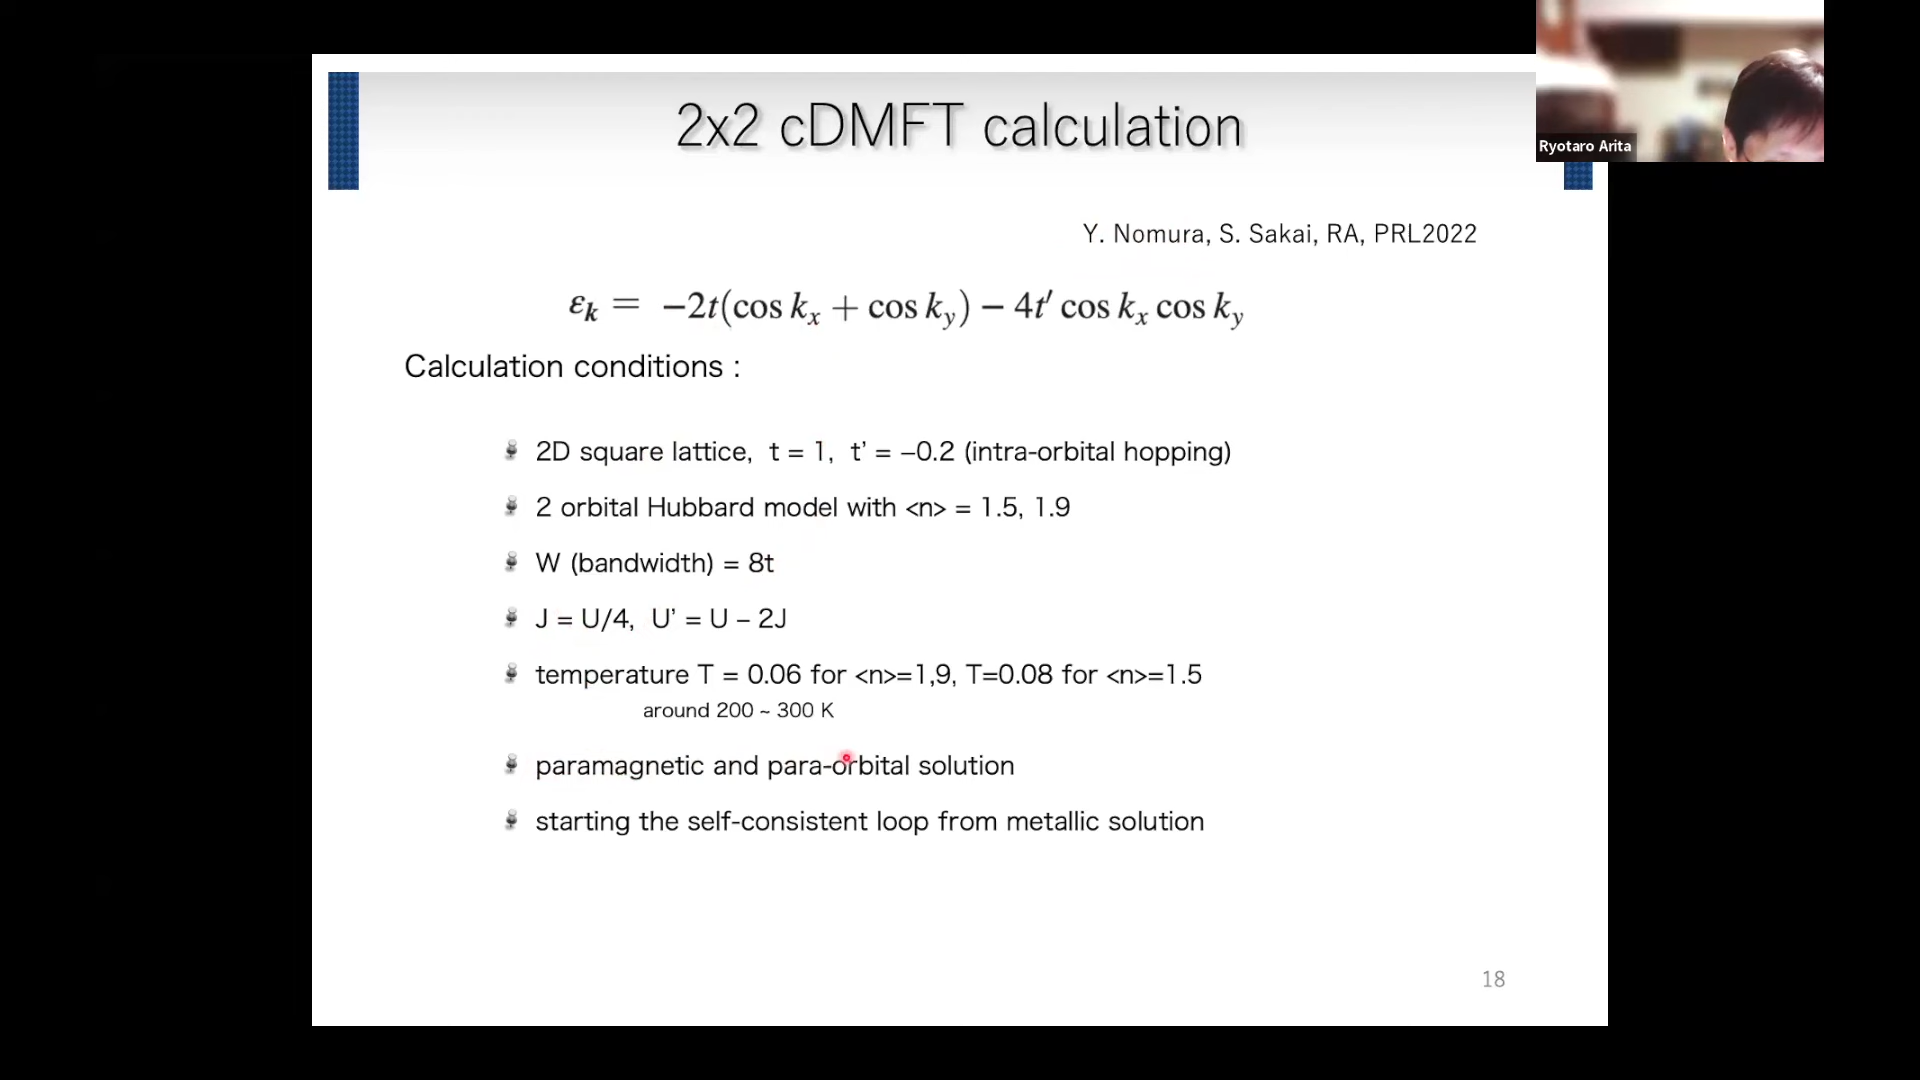 2x2 cDMFT calculation
Ryotaro Arita
Y. Nomura, S. Sakai, RA, PRL2022
εₖ = −2t(cos kₓ + cos k_y) − 4t′ cos kₓ cos k_y
Calculation conditions :
2D square lattice, t = 1, t' = −0.2 (intra-orbital hopping)
2 orbital Hubbard model with <n> = 1.5, 1.9
W (bandwidth) = 8t
J = U/4, U' = U − 2J
temperature T = 0.06 for <n>=1,9, T=0.08 for <n>=1.5
around 200 ~ 300 K
paramagnetic and para-orbital solution
starting the self-consistent loop from metallic solution
18